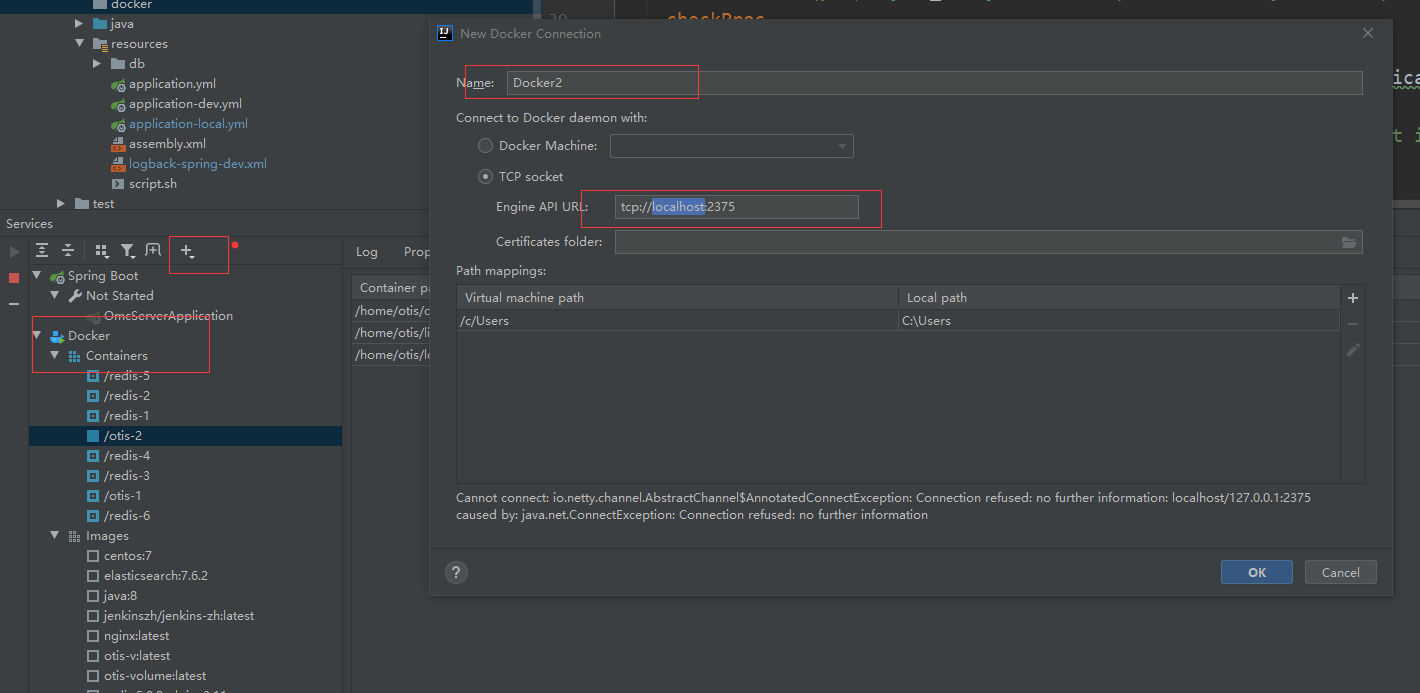 docker
java
resources
db
application.yml
application-dev.yml
application-local.yml
assembly.xml
logback-spring-dev.xml
script.sh
test
Services
Spring Boot
Not Started
OmcServerApplication
Docker
Containers
/redis-5
/redis-2
/redis-1
/otis-2
/redis-4
/redis-3
/otis-1
/redis-6
Images
centos:7
elasticsearch:7.6.2
java:8
jenkinszh/jenkins-zh:latest
nginx:latest
otis-v:latest
otis-volume:latest
Log
Container
/home/otis/
/home/otis/
/home/otis/
New Docker Connection
Name: Docker2
Connect to Docker daemon with:
Docker Machine:
TCP socket
Engine API URL: tcp://localhost:2375
Certificates folder:
Path mappings:
Virtual machine path Local path
/c/Users C:\Users
Cannot connect: io.netty.channel.AbstractChannel$AnnotatedConnectException: Connection refused: no further information: localhost/127.0.0.1:2375
caused by: java.net.ConnectException: Connection refused: no further information
? OK Cancel